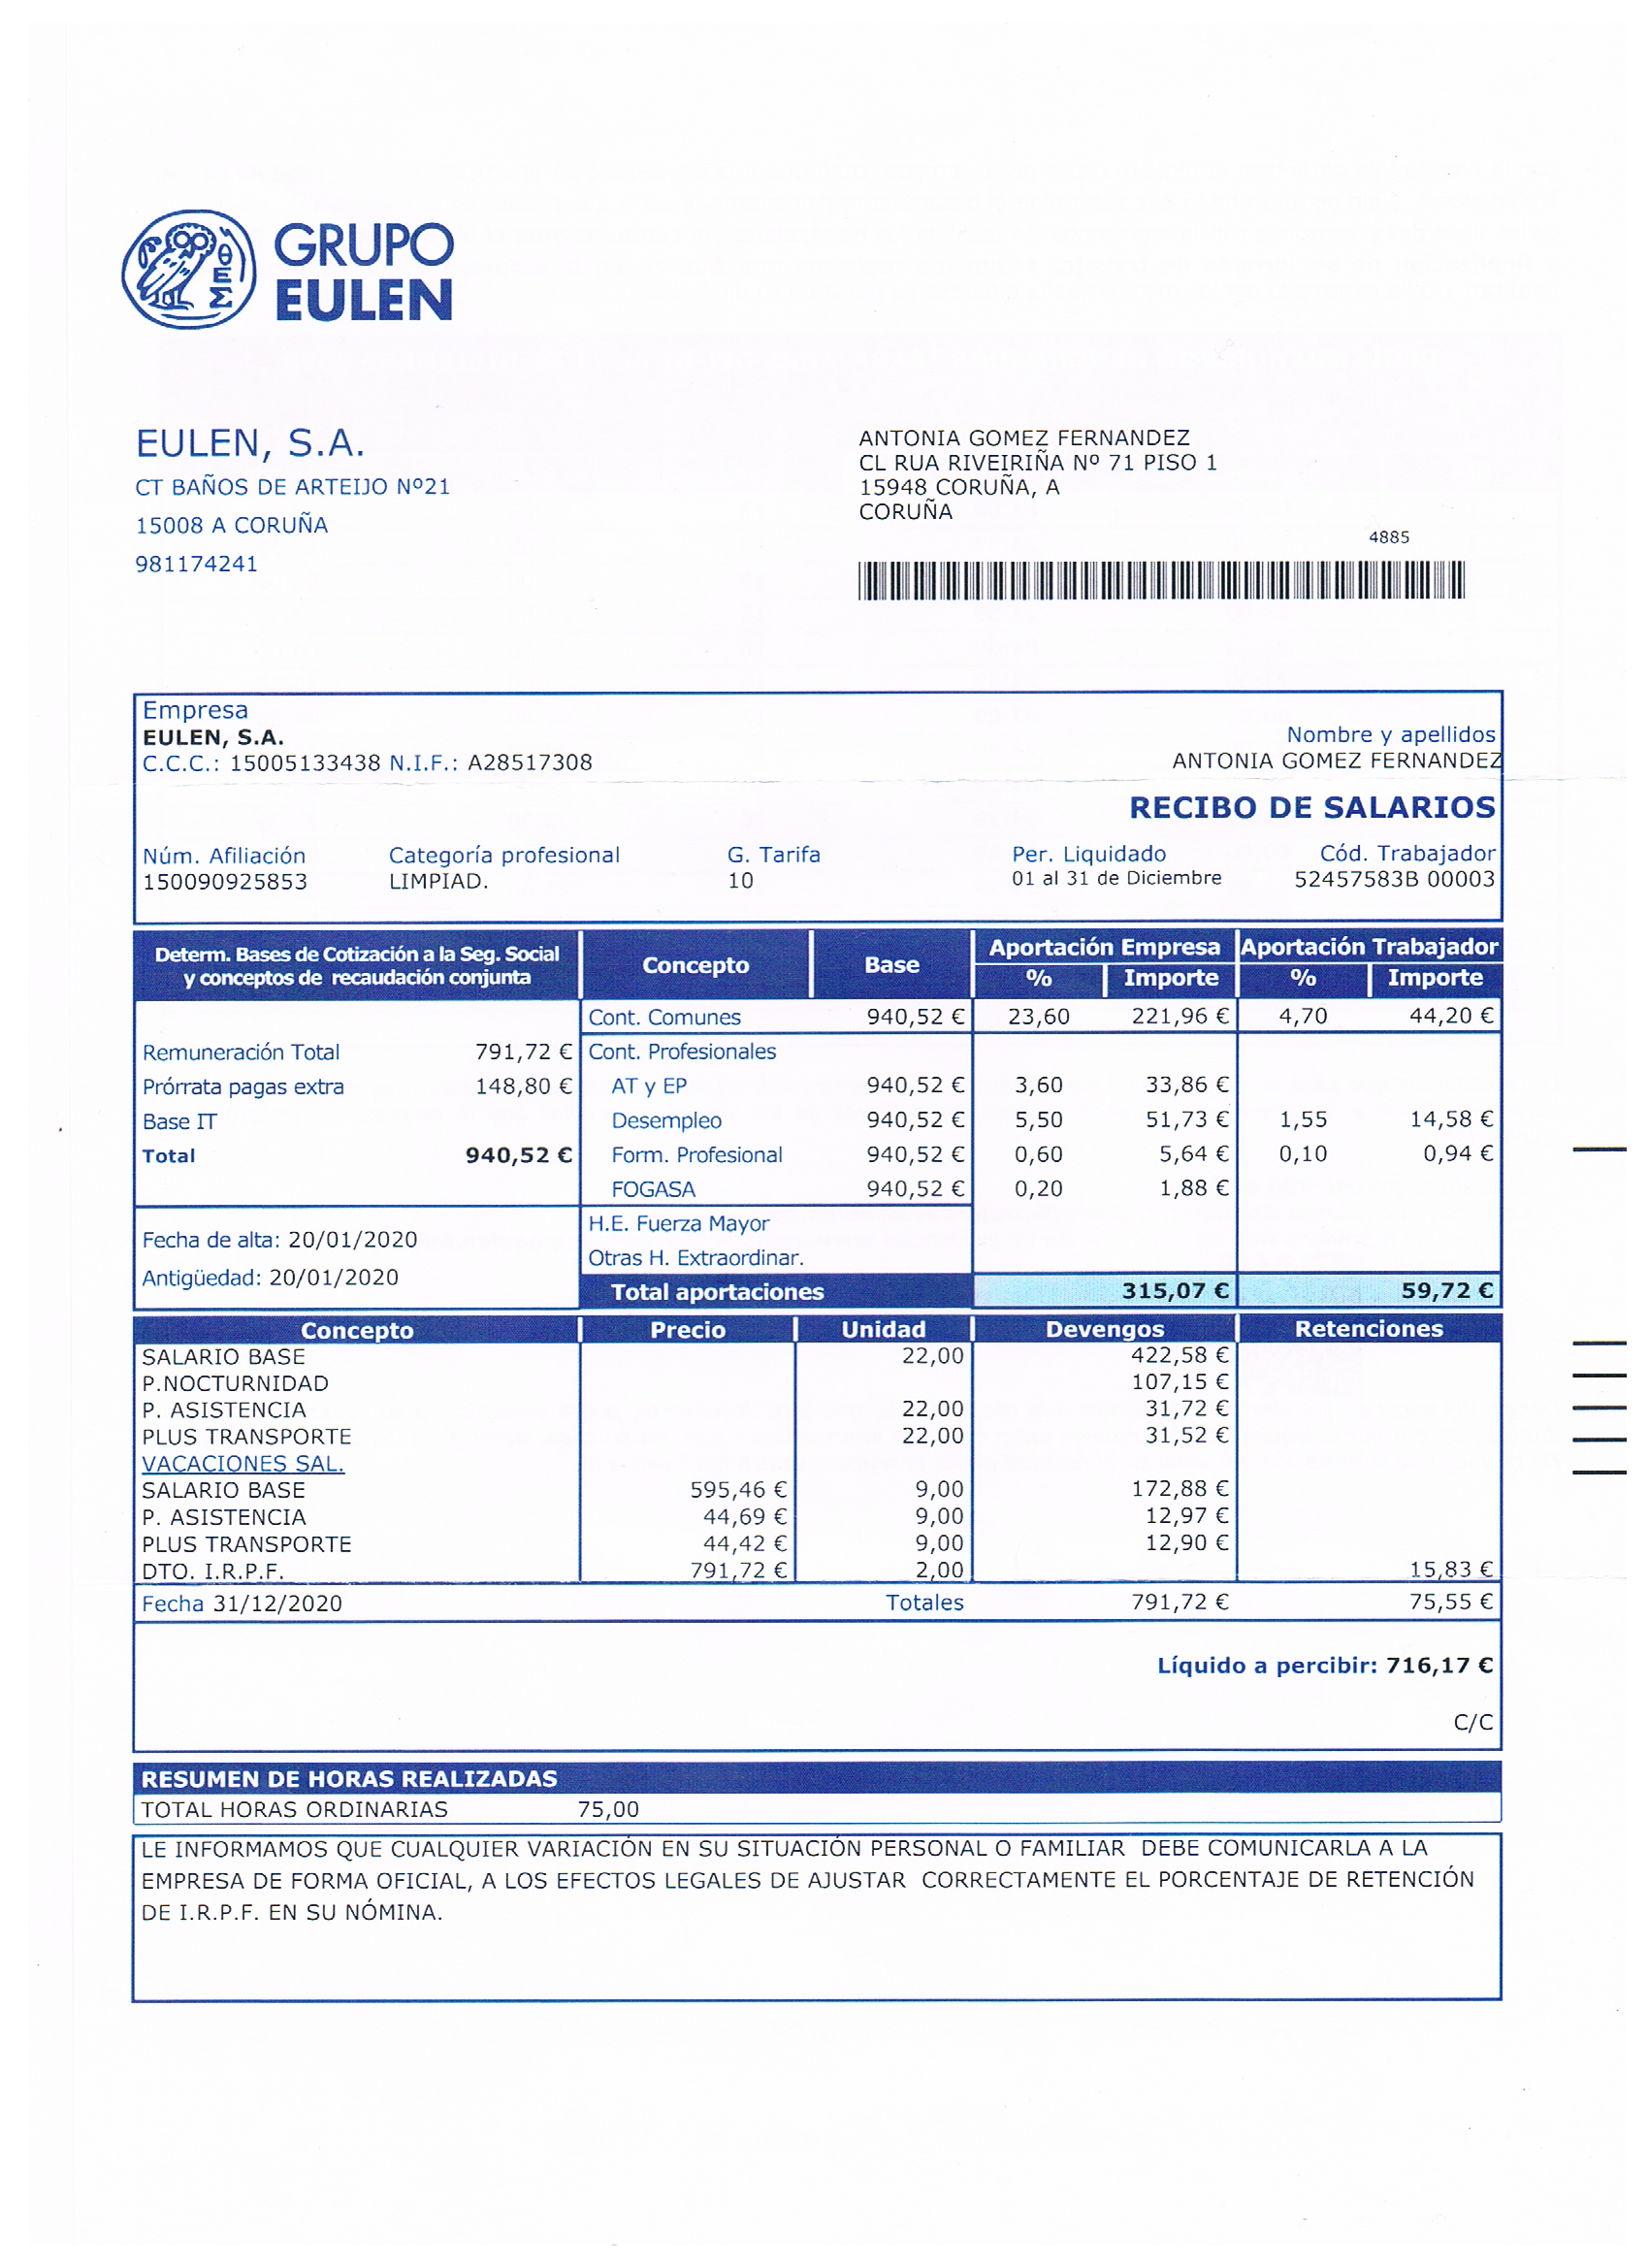 ΘΕΣ
GRUPO
EULEN
EULEN, S.A.
CT BAÑOS DE ARTEIJO Nº21
15008 A CORUÑA
981174241
ANTONIA GOMEZ FERNANDEZ
CL RUA RIVEIRIÑA Nº 71 PISO 1
15948 CORUÑA, A
CORUÑA
4885
Empresa
EULEN, S.A.
C.C.C.: 15005133438 N.I.F.: A28517308
Nombre y apellidos
ANTONIA GOMEZ FERNANDEZ
RECIBO DE SALARIOS
Núm. Afiliación Categoría profesional G. Tarifa Per. Liquidado Cód. Trabajador
150090925853 LIMPIAD. 10 01 al 31 de Diciembre 52457583B 00003
Determ. Bases de Cotización a la Seg. Social
y conceptos de recaudación conjunta
Concepto Base Aportación Empresa Aportación Trabajador
% Importe % Importe
Cont. Comunes 940,52 € 23,60 221,96 € 4,70 44,20 €
Remuneración Total 791,72 € Cont. Profesionales
Prórrata pagas extra 148,80 € AT y EP 940,52 € 3,60 33,86 €
Base IT Desempleo 940,52 € 5,50 51,73 € 1,55 14,58 €
Total 940,52 € Form. Profesional 940,52 € 0,60 5,64 € 0,10 0,94 €
FOGASA 940,52 € 0,20 1,88 €
Fecha de alta: 20/01/2020
Antigüedad: 20/01/2020
H.E. Fuerza Mayor
Otras H. Extraordinar.
Total aportaciones 315,07 € 59,72 €
Concepto Precio Unidad Devengos Retenciones
SALARIO BASE 22,00 422,58 €
P.NOCTURNIDAD 107,15 €
P. ASISTENCIA 22,00 31,72 €
PLUS TRANSPORTE 22,00 31,52 €
VACACIONES SAL.
SALARIO BASE 595,46 € 9,00 172,88 €
P. ASISTENCIA 44,69 € 9,00 12,97 €
PLUS TRANSPORTE 44,42 € 9,00 12,90 €
DTO. I.R.P.F. 791,72 € 2,00 15,83 €
Fecha 31/12/2020 Totales 791,72 € 75,55 €
Líquido a percibir: 716,17 €
C/C
RESUMEN DE HORAS REALIZADAS
TOTAL HORAS ORDINARIAS 75,00
LE INFORMAMOS QUE CUALQUIER VARIACIÓN EN SU SITUACIÓN PERSONAL O FAMILIAR DEBE COMUNICARLA A LA
EMPRESA DE FORMA OFICIAL, A LOS EFECTOS LEGALES DE AJUSTAR CORRECTAMENTE EL PORCENTAJE DE RETENCIÓN
DE I.R.P.F. EN SU NÓMINA.